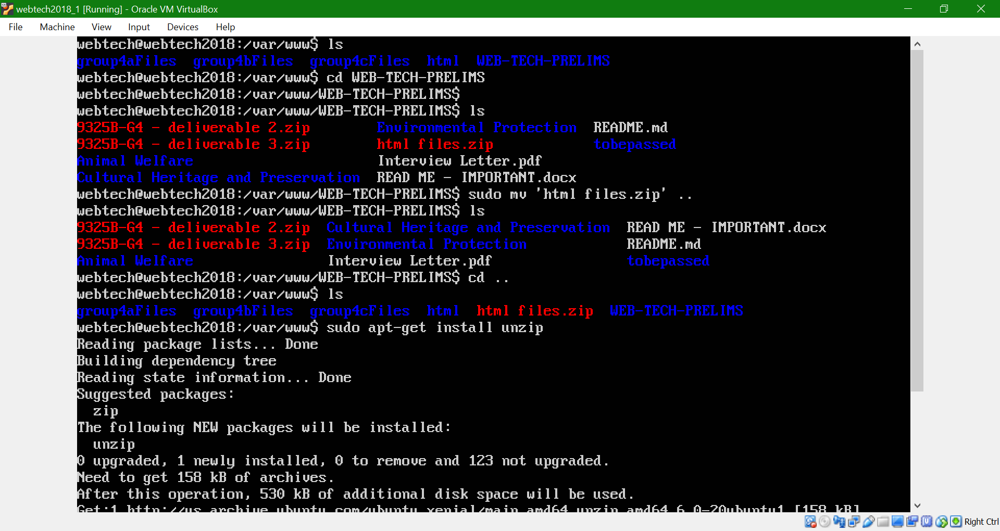 webtech2018_1 [Running] - Oracle VM VirtualBox
File Machine View Input Devices Help
webtech@webtech2018:/var/www$ ls
group4aFiles group4bFiles group4cFiles html WEB-TECH-PRELIMS
webtech@webtech2018:/var/www$ cd WEB-TECH-PRELIMS
webtech@webtech2018:/var/www/WEB-TECH-PRELIMS$
webtech@webtech2018:/var/www/WEB-TECH-PRELIMS$ ls
9325B-G4 - deliverable 2.zip Environmental Protection README.md
9325B-G4 - deliverable 3.zip html files.zip tobepassed
Animal Welfare Interview Letter.pdf
Cultural Heritage and Preservation READ ME - IMPORTANT.docx
webtech@webtech2018:/var/www/WEB-TECH-PRELIMS$ sudo mv 'html files.zip' ..
webtech@webtech2018:/var/www/WEB-TECH-PRELIMS$ ls
9325B-G4 - deliverable 2.zip Cultural Heritage and Preservation READ ME - IMPORTANT.docx
9325B-G4 - deliverable 3.zip Environmental Protection README.md
Animal Welfare Interview Letter.pdf tobepassed
webtech@webtech2018:/var/www/WEB-TECH-PRELIMS$ cd ..
webtech@webtech2018:/var/www$ ls
group4aFiles group4bFiles group4cFiles html html files.zip WEB-TECH-PRELIMS
webtech@webtech2018:/var/www$ sudo apt-get install unzip
Reading package lists... Done
Building dependency tree
Reading state information... Done
Suggested packages:
zip
The following NEW packages will be installed:
unzip
0 upgraded, 1 newly installed, 0 to remove and 123 not upgraded.
Need to get 158 kB of archives.
After this operation, 530 kB of additional disk space will be used.
Get:1 http://us.archive.ubuntu.com/ubuntu xenial/main amd64 unzip amd64 6.0-20ubuntu1 [158 kB]
Right Ctrl